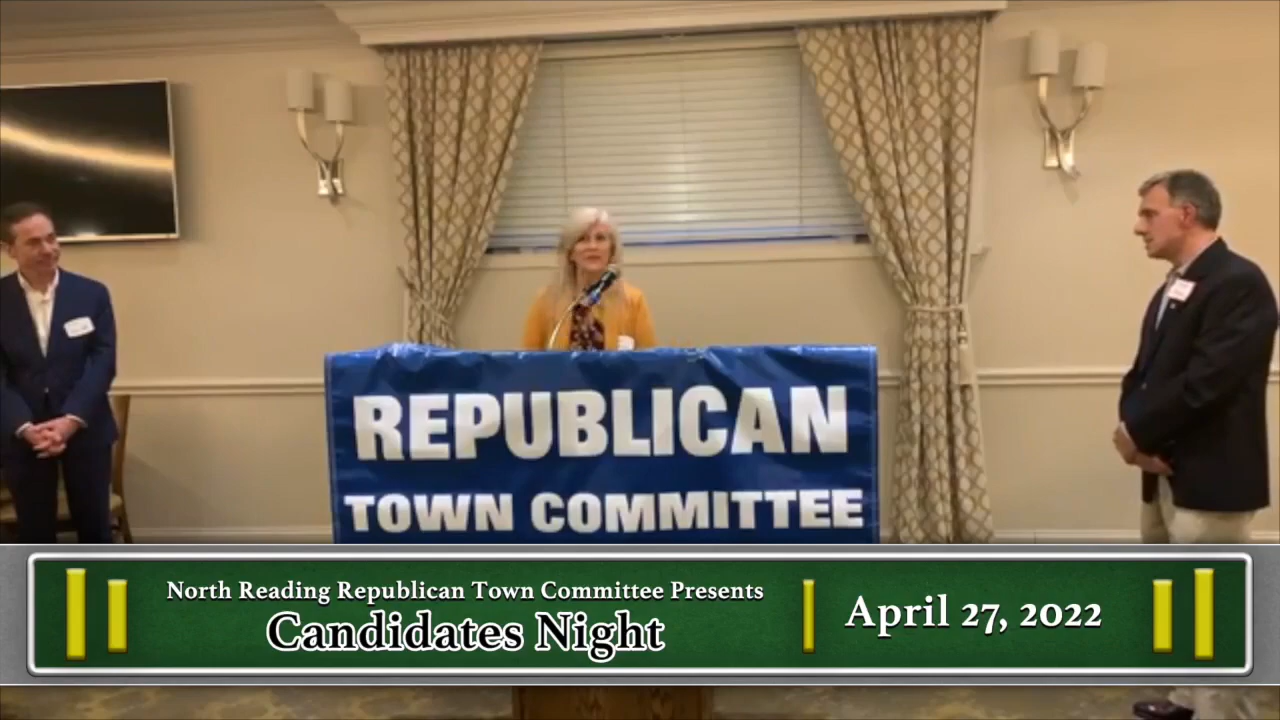 REPUBLICAN
TOWN COMMITTEE
North Reading Republican Town Committee Presents
Candidates Night
April 27, 2022